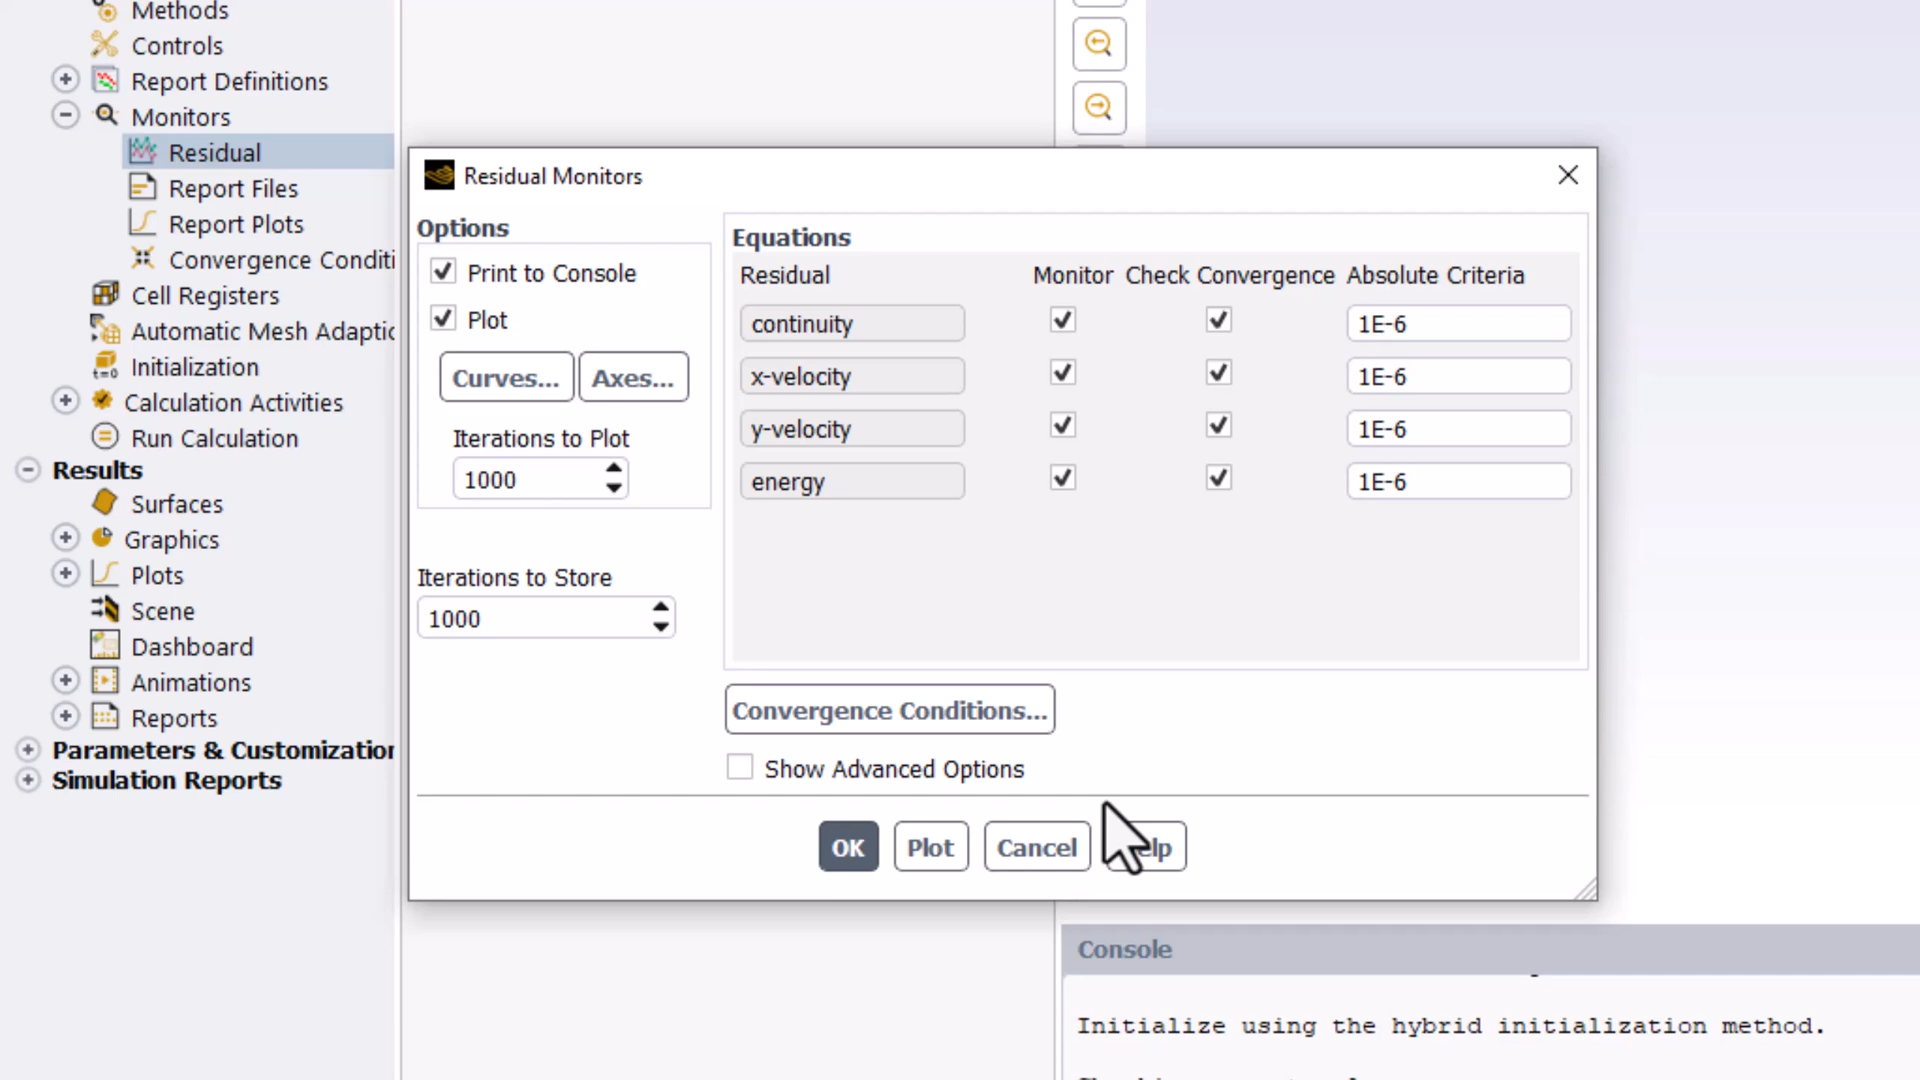 Methods
Controls
Report Definitions
Monitors
Residual
Report Files
Report Plots
Convergence Conditi
Cell Registers
Automatic Mesh Adaptic
Initialization
Calculation Activities
Run Calculation
Results
Surfaces
Graphics
Plots
Scene
Dashboard
Animations
Reports
Parameters & Customization
Simulation Reports
Residual Monitors
Options
Print to Console
Plot
Curves... Axes...
Iterations to Plot
1000
Iterations to Store
1000
Equations
Residual Monitor Check Convergence Absolute Criteria
continuity 1E-6
x-velocity 1E-6
y-velocity 1E-6
energy 1E-6
Convergence Conditions...
Show Advanced Options
OK Plot Cancel
Console
Initialize using the hybrid initialization method.